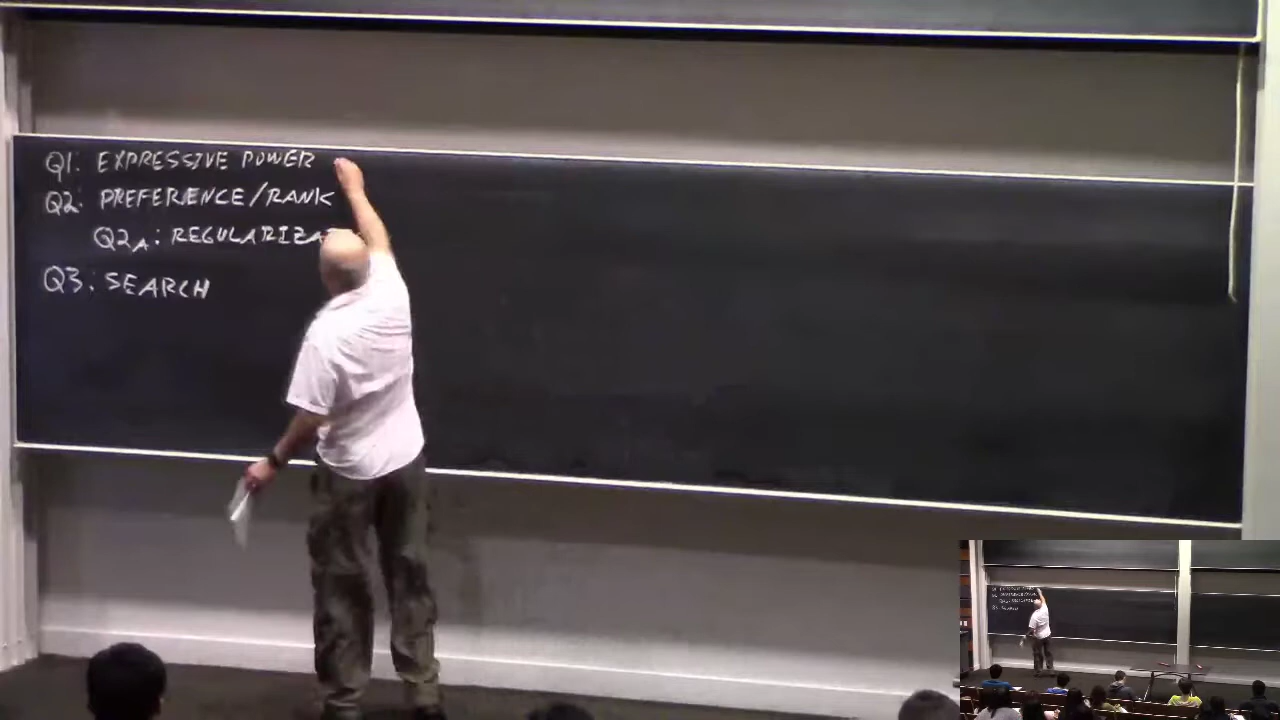 Q1: EXPRESSIVE POWER
Q2: PREFERENCE/RANK
Q2A: REGULARIZA
Q3: SEARCH